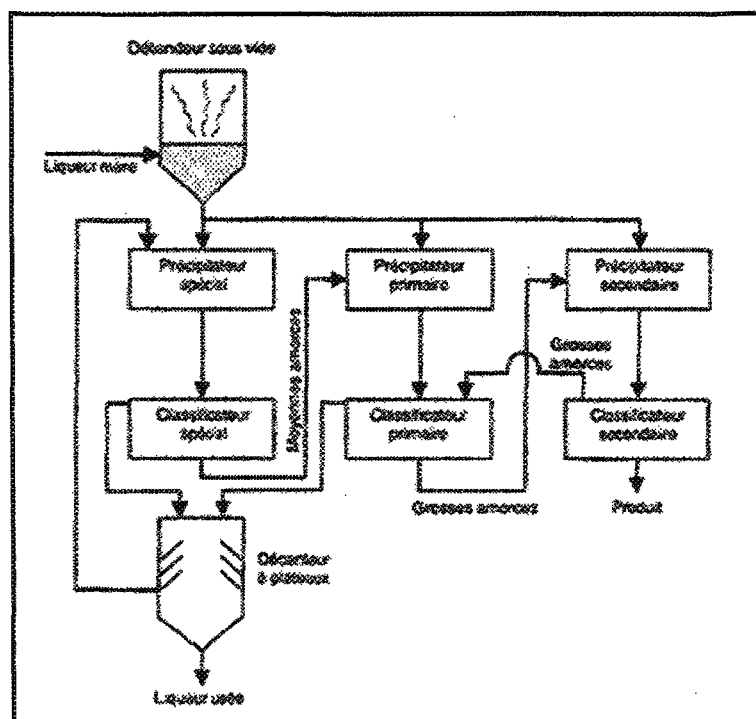 Détendeur sous vide
Liqueur mère
Précipitateur
spécial
Précipitateur
primaire
Précipitateur
secondaire
Moyennes amorces
Grosses
amorces
Classificateur
spécial
Classificateur
primaire
Classificateur
secondaire
Grosses amorces
Produit
Décanteur
à plateaux
Liqueur usée